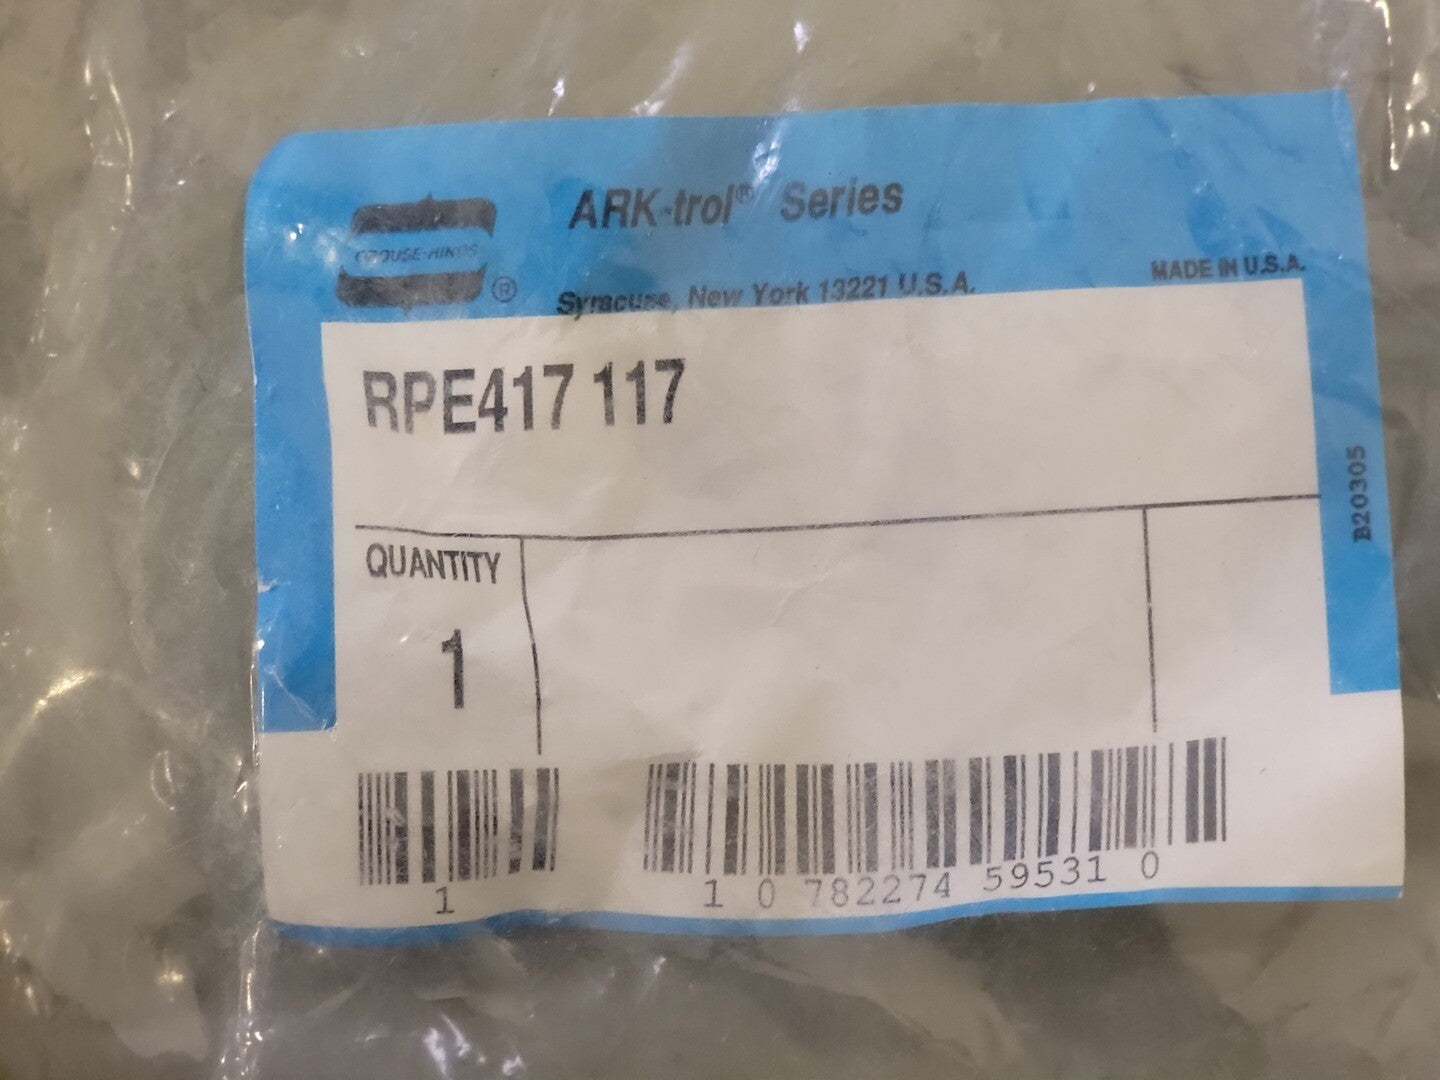 CROUSE-HINDS
®
ARK-trol® Series
Syracuse, New York 13221 U.S.A.
MADE IN U.S.A.
RPE417 117
B20305
QUANTITY
1
1
1 0 782274 59531 0